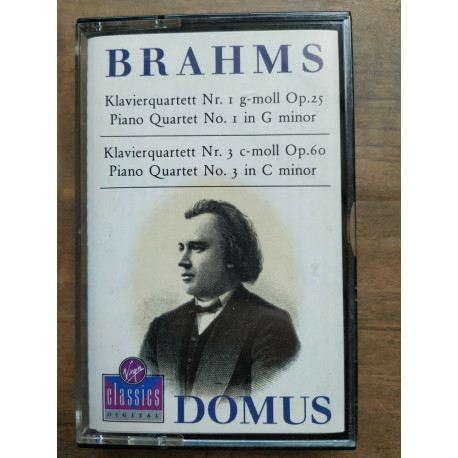 BRAHMS
Klavierquartett Nr. 1 g-moll Op.25
Piano Quartet No. 1 in G minor
Klavierquartett Nr. 3 c-moll Op.60
Piano Quartet No. 3 in C minor
Virgin
classics
DIGITAL
DOMUS